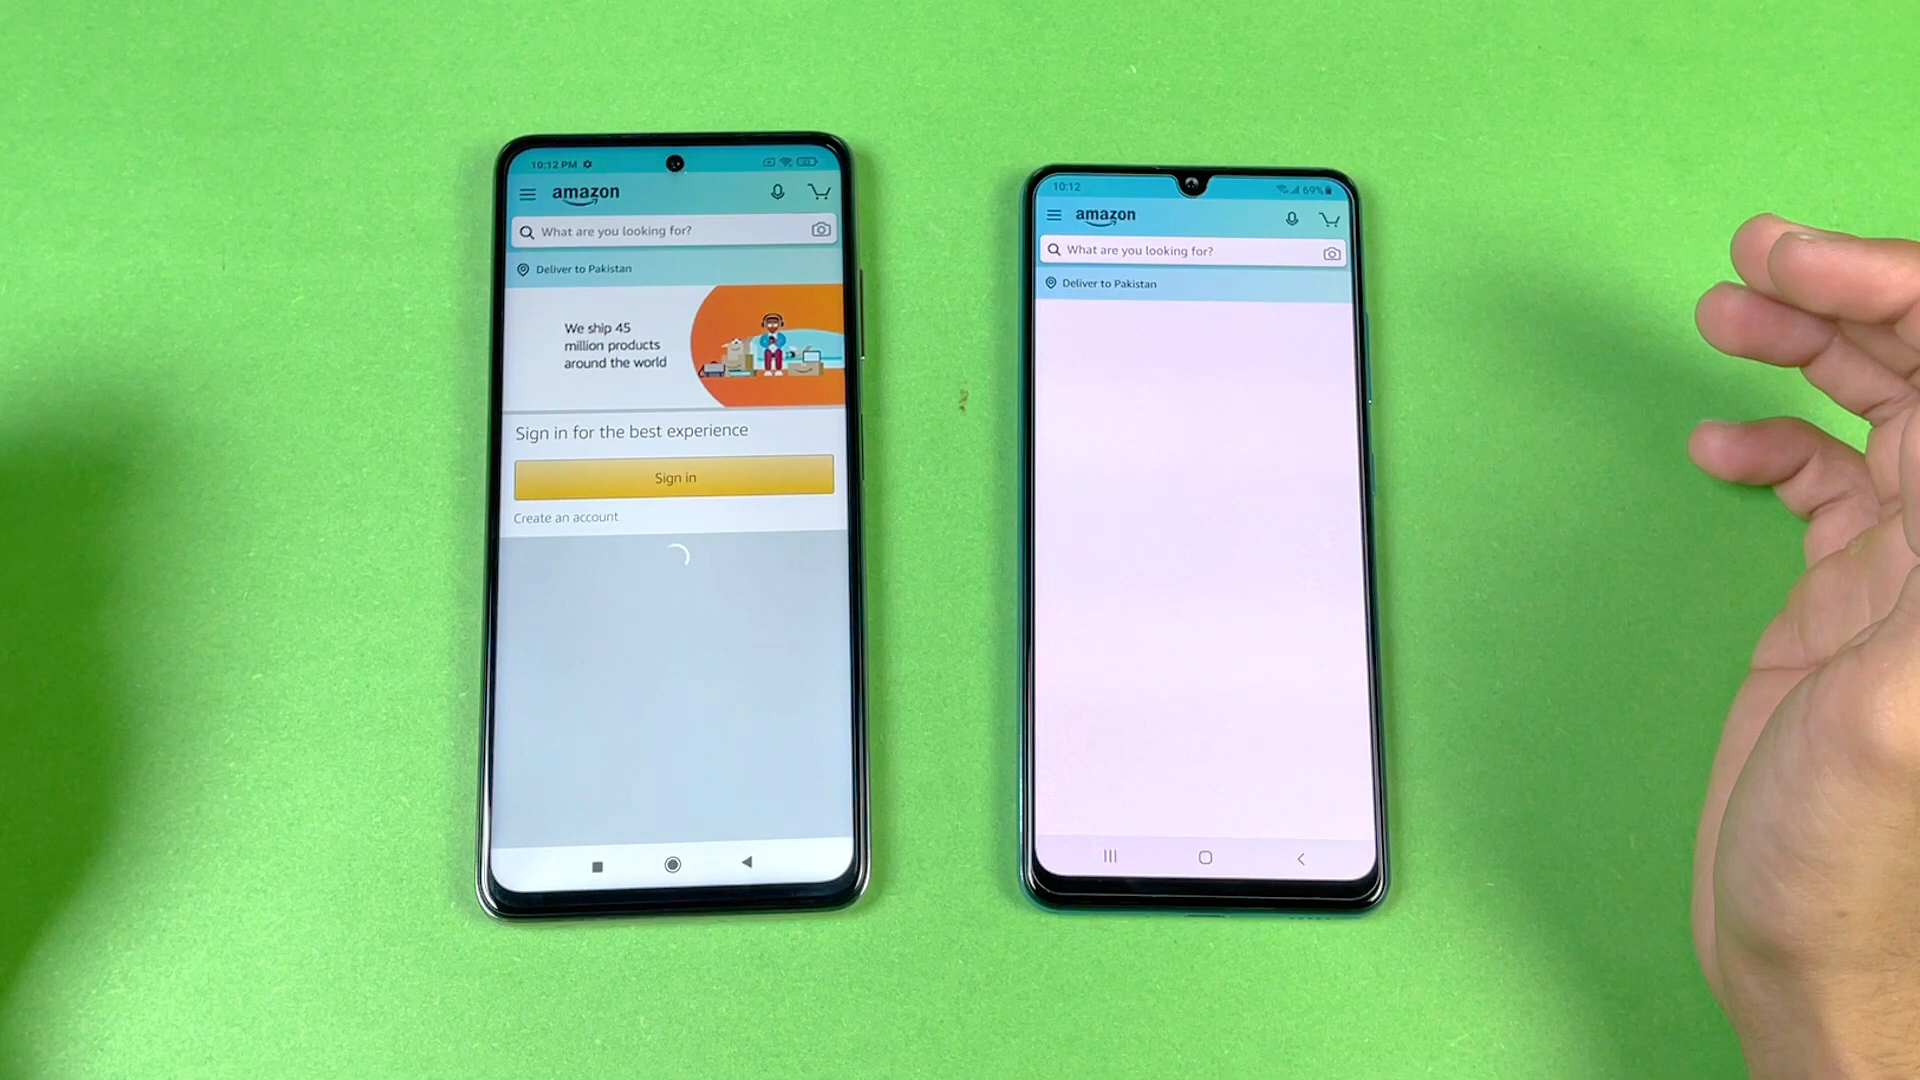 10:12 PM
amazon
What are you looking for?
Deliver to Pakistan
We ship 45
million products
around the world
Sign in for the best experience
Sign in
Create an account
10:12
69%
amazon
What are you looking for?
Deliver to Pakistan